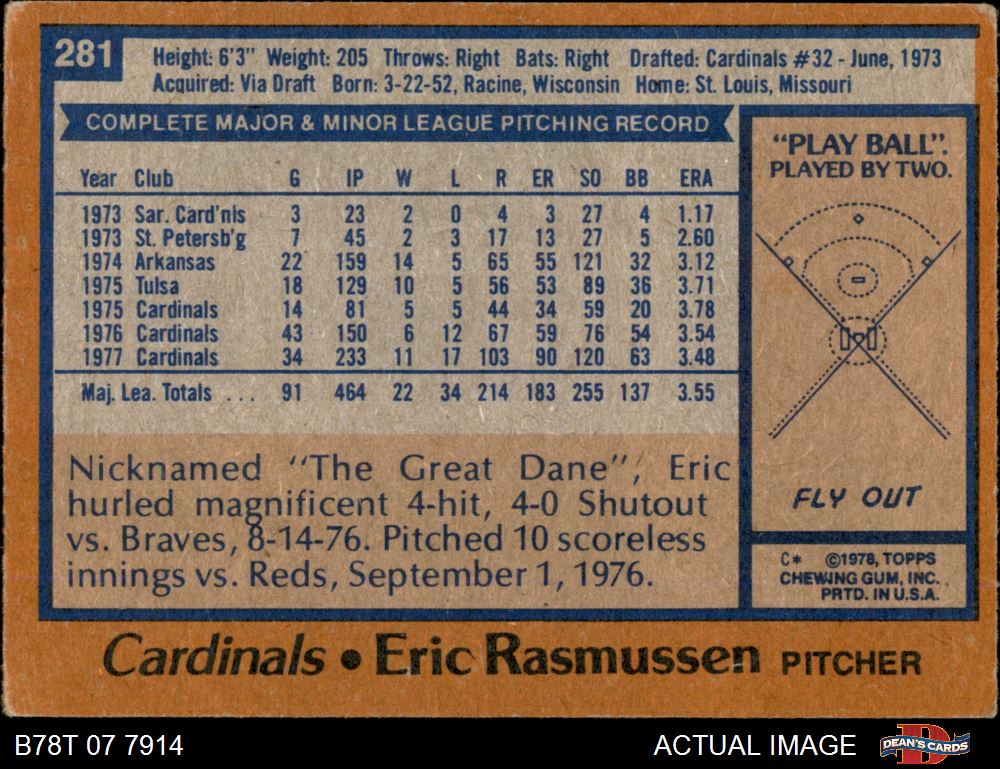 281
Height: 6'3" Weight: 205 Throws: Right Bats: Right Drafted: Cardinals #32 - June, 1973
Acquired: Via Draft Born: 3-22-52, Racine, Wisconsin Home: St. Louis, Missouri
COMPLETE MAJOR & MINOR LEAGUE PITCHING RECORD
Year Club G IP W L R ER SO BB ERA
1973 Sar. Card'nls 3 23 2 0 4 3 27 4 1.17
1973 St. Petersb'g 7 45 2 3 17 13 27 5 2.60
1974 Arkansas 22 159 14 5 65 55 121 32 3.12
1975 Tulsa 18 129 10 5 56 53 89 36 3.71
1975 Cardinals 14 81 5 5 44 34 59 20 3.78
1976 Cardinals 43 150 6 12 67 59 76 54 3.54
1977 Cardinals 34 233 11 17 103 90 120 63 3.48
Maj. Lea. Totals ... 91 464 22 34 214 183 255 137 3.55
Nicknamed "The Great Dane", Eric
hurled magnificent 4-hit, 4-0 Shutout
vs. Braves, 8-14-76. Pitched 10 scoreless
innings vs. Reds, September 1, 1976.
"PLAY BALL".
PLAYED BY TWO.
FLY OUT
C* ©1978, TOPPS
CHEWING GUM, INC.
PRTD. IN U.S.A.
Cardinals • Eric Rasmussen PITCHER
B78T 07 7914
ACTUAL IMAGE
DEAN'S CARDS